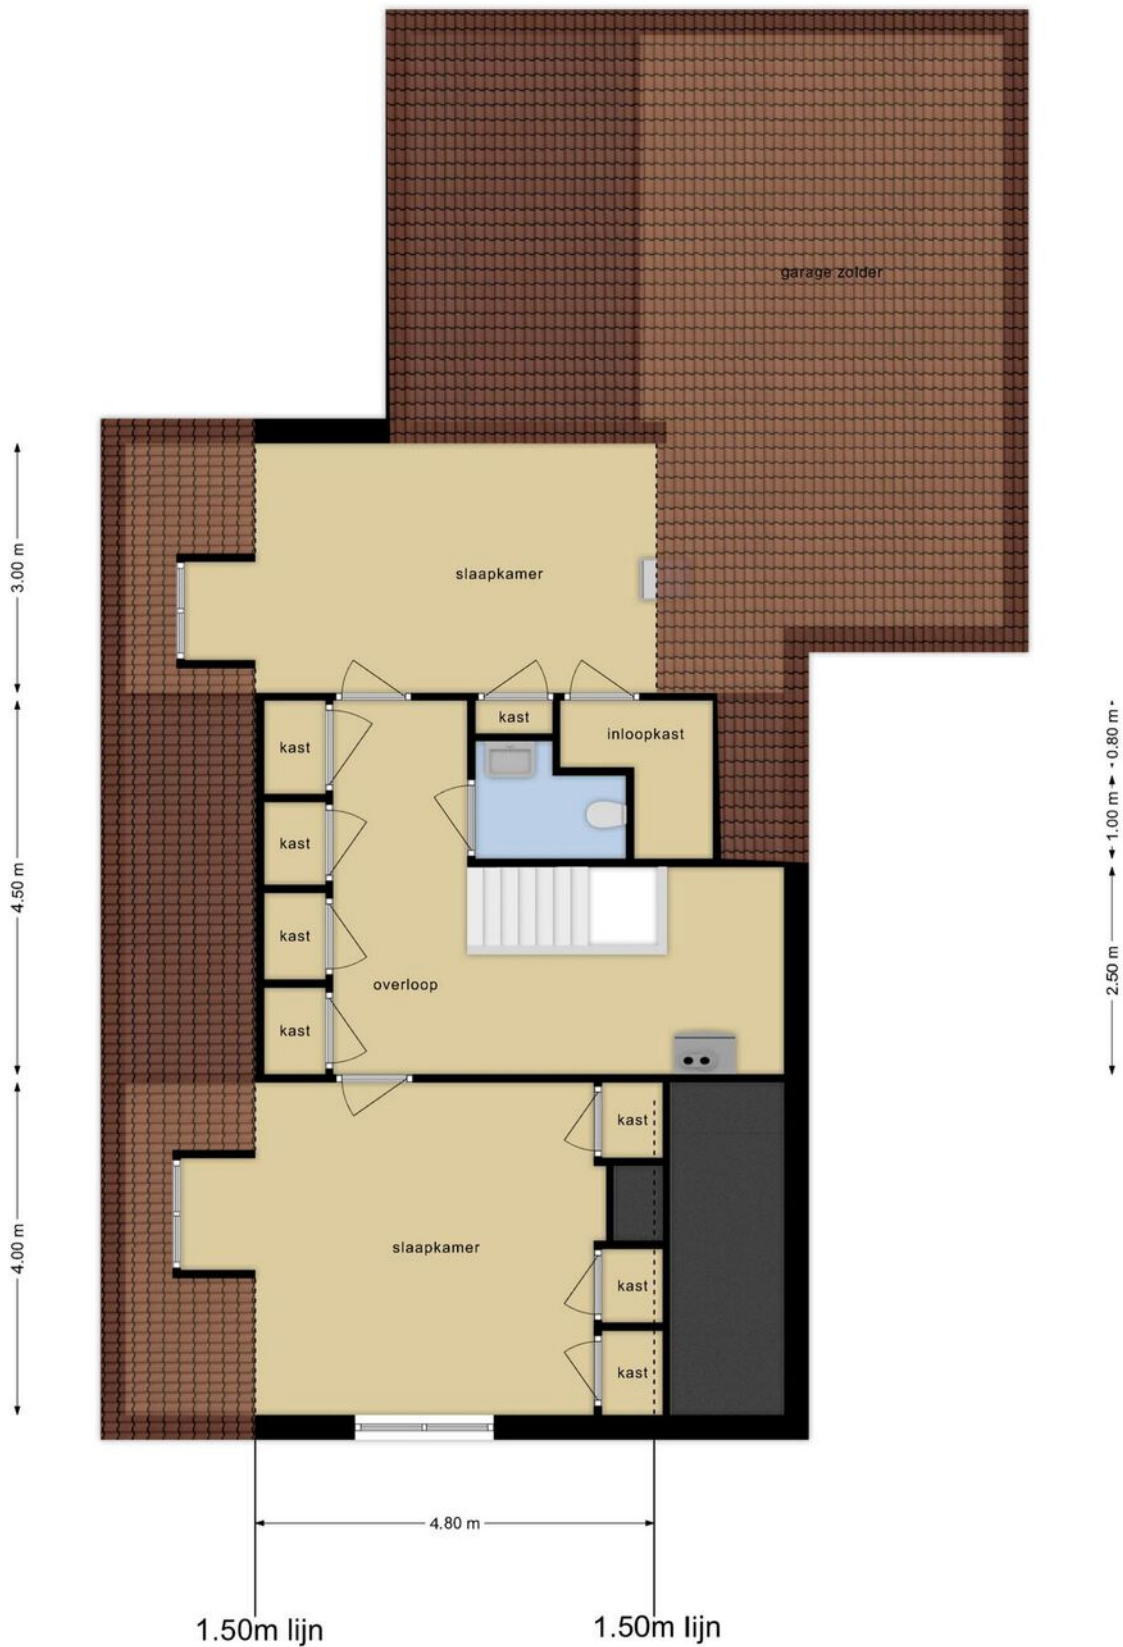 garage zolder
3.00 m
slaapkamer
kast
inloopkast
0.80 m
kast
1.00 m
kast
4.50 m
kast
overloop
2.50 m
kast
kast
4.00 m
slaapkamer
kast
kast
4.80 m
1.50m lijn
1.50m lijn